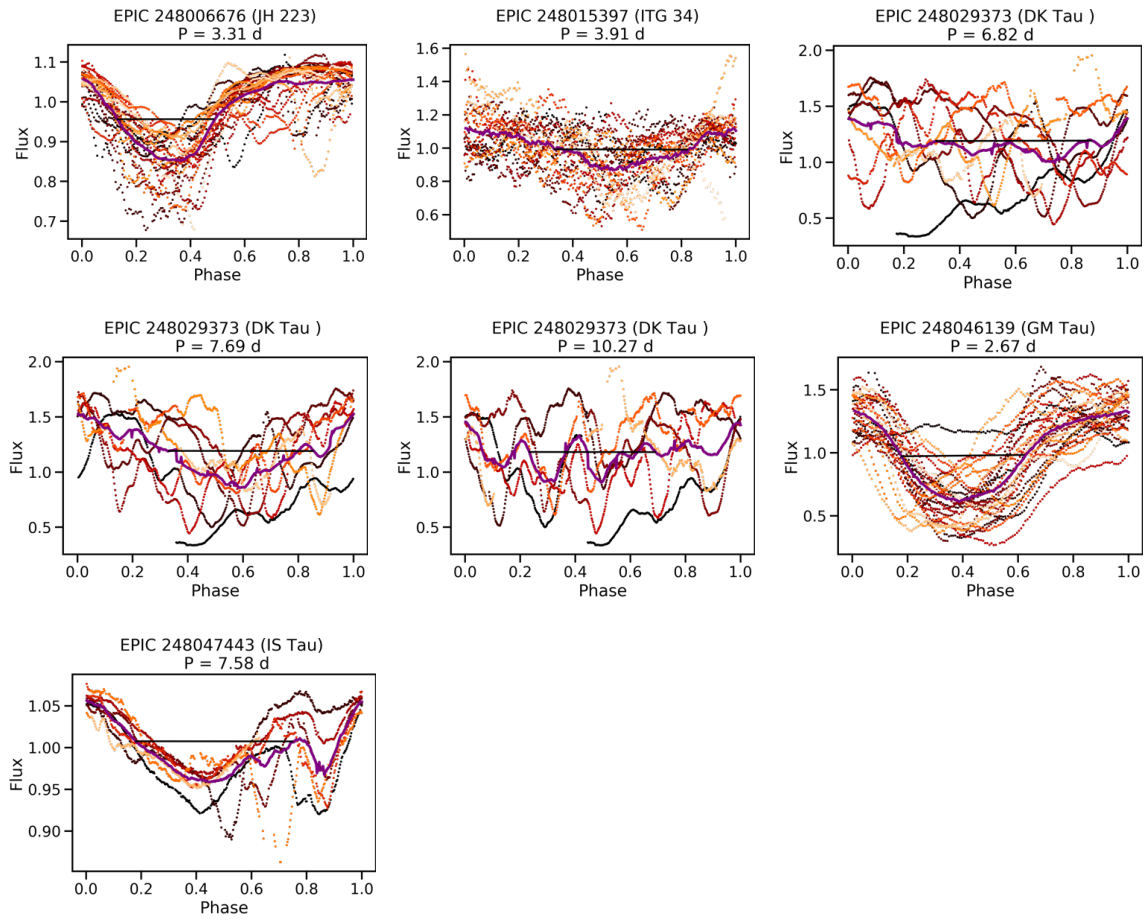 EPIC 248006676 (JH 223)
P = 3.31 d
Flux
1.1
1.0
0.9
0.8
0.7
0.0 0.2 0.4 0.6 0.8 1.0
Phase
EPIC 248015397 (ITG 34)
P = 3.91 d
Flux
1.6
1.4
1.2
1.0
0.8
0.6
0.0 0.2 0.4 0.6 0.8 1.0
Phase
EPIC 248029373 (DK Tau )
P = 6.82 d
Flux
2.0
1.5
1.0
0.5
0.0 0.2 0.4 0.6 0.8 1.0
Phase
EPIC 248029373 (DK Tau )
P = 7.69 d
Flux
2.0
1.5
1.0
0.5
0.0 0.2 0.4 0.6 0.8 1.0
Phase
EPIC 248029373 (DK Tau )
P = 10.27 d
Flux
2.0
1.5
1.0
0.5
0.0 0.2 0.4 0.6 0.8 1.0
Phase
EPIC 248046139 (GM Tau)
P = 2.67 d
Flux
1.5
1.0
0.5
0.0 0.2 0.4 0.6 0.8 1.0
Phase
EPIC 248047443 (IS Tau)
P = 7.58 d
Flux
1.05
1.00
0.95
0.90
0.0 0.2 0.4 0.6 0.8 1.0
Phase